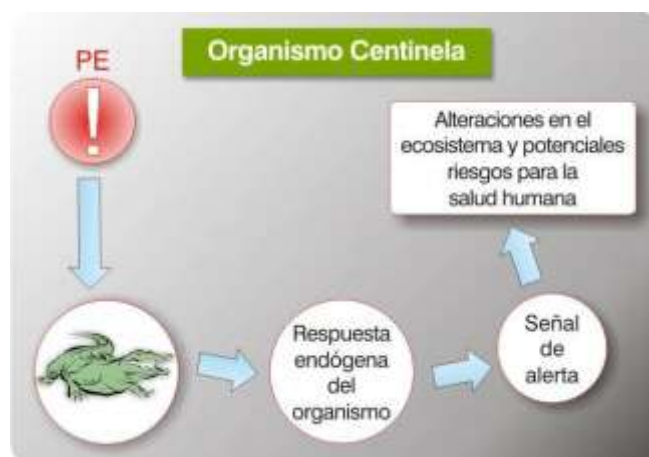 Organismo Centinela
PE
!
Alteraciones en el
ecosistema y potenciales
riesgos para la
salud humana
Respuesta
endógena
del
organismo
Señal
de
alerta